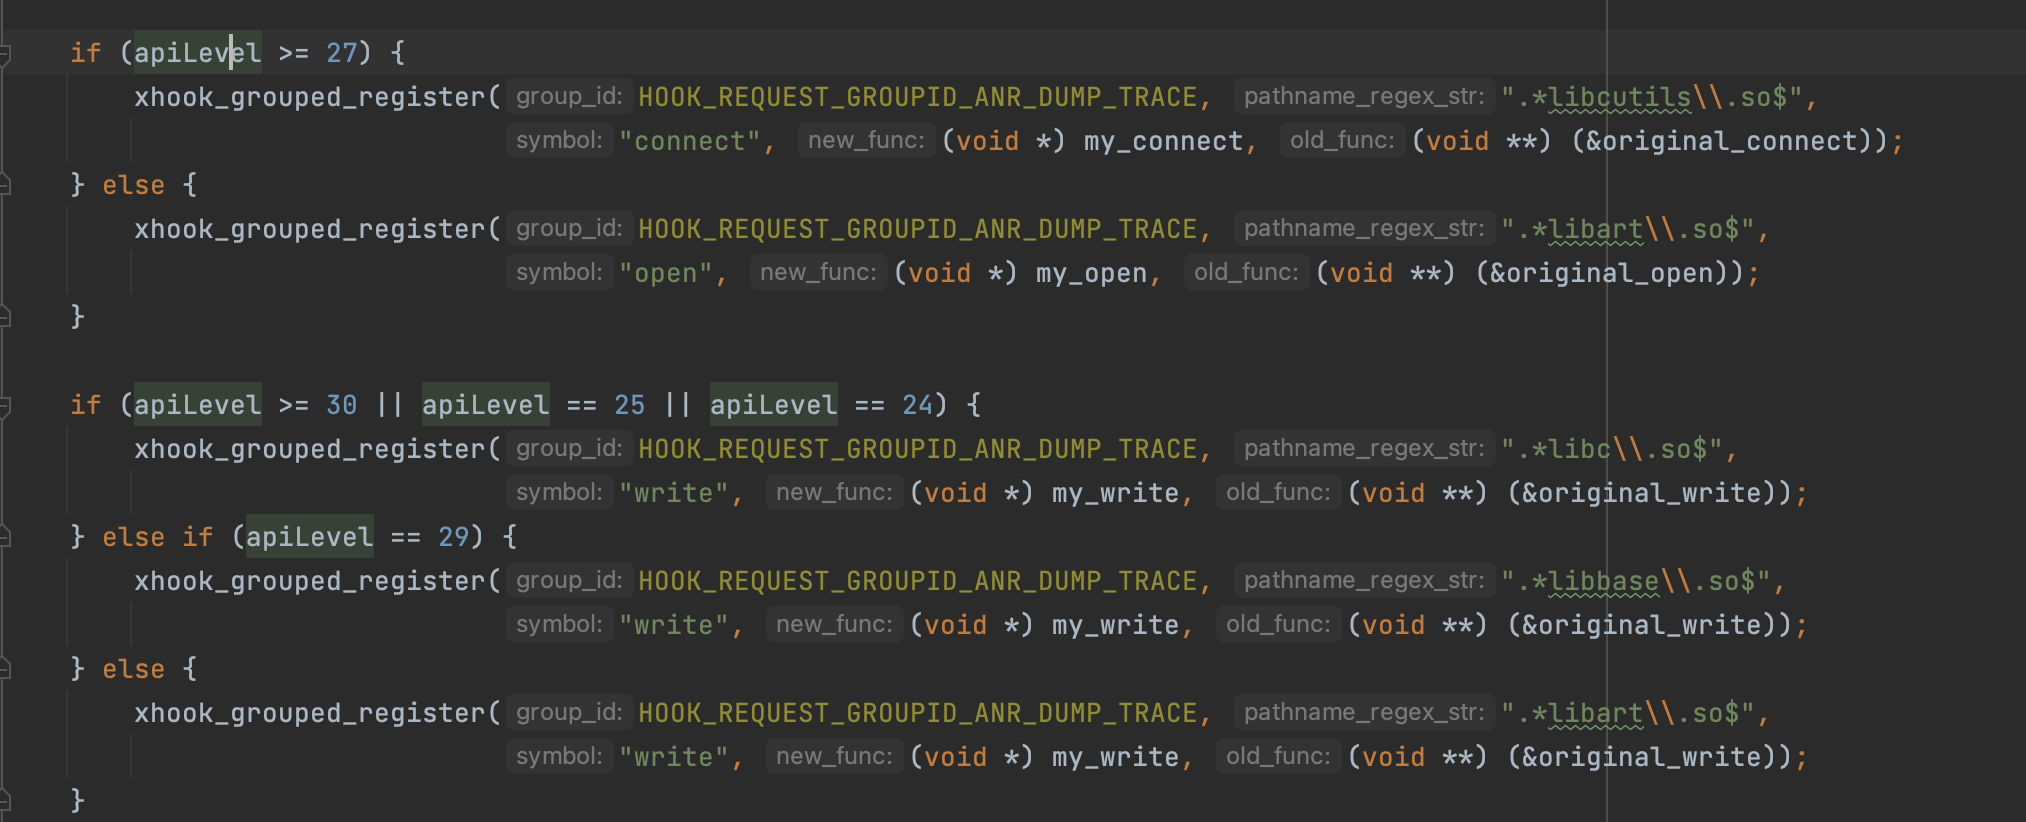 if (apiLevel >= 27) {
xhook_grouped_register( group_id: HOOK_REQUEST_GROUPID_ANR_DUMP_TRACE, pathname_regex_str: ".*libcutils\\.so$",
symbol: "connect", new_func: (void *) my_connect, old_func: (void **) (&original_connect));
} else {
xhook_grouped_register( group_id: HOOK_REQUEST_GROUPID_ANR_DUMP_TRACE, pathname_regex_str: ".*libart\\.so$",
symbol: "open", new_func: (void *) my_open, old_func: (void **) (&original_open));
}
if (apiLevel >= 30 || apiLevel == 25 || apiLevel == 24) {
xhook_grouped_register( group_id: HOOK_REQUEST_GROUPID_ANR_DUMP_TRACE, pathname_regex_str: ".*libc\\.so$",
symbol: "write", new_func: (void *) my_write, old_func: (void **) (&original_write));
} else if (apiLevel == 29) {
xhook_grouped_register( group_id: HOOK_REQUEST_GROUPID_ANR_DUMP_TRACE, pathname_regex_str: ".*libbase\\.so$",
symbol: "write", new_func: (void *) my_write, old_func: (void **) (&original_write));
} else {
xhook_grouped_register( group_id: HOOK_REQUEST_GROUPID_ANR_DUMP_TRACE, pathname_regex_str: ".*libart\\.so$",
symbol: "write", new_func: (void *) my_write, old_func: (void **) (&original_write));
}